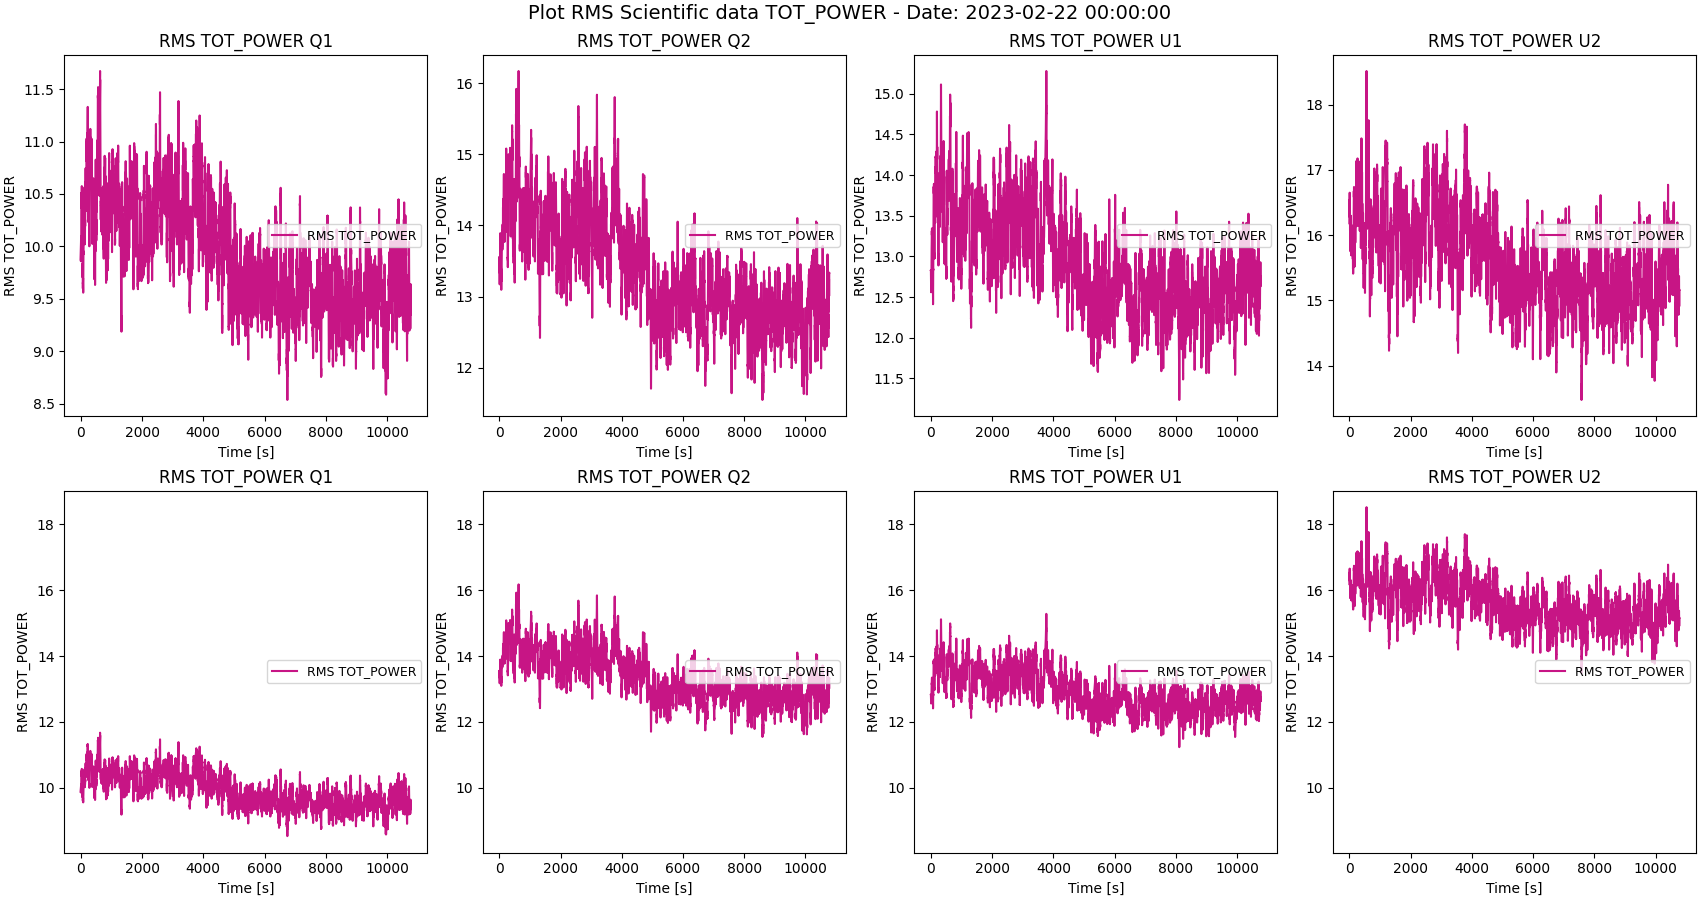 Plot RMS Scientific data TOT_POWER - Date: 2023-02-22 00:00:00
RMS TOT_POWER Q1
RMS TOT_POWER
11.5
11.0
10.5
10.0
9.5
9.0
8.5
RMS TOT_POWER
0 2000 4000 6000 8000 10000
Time [s]
RMS TOT_POWER Q2
RMS TOT_POWER
16
15
14
13
12
RMS TOT_POWER
0 2000 4000 6000 8000 10000
Time [s]
RMS TOT_POWER U1
RMS TOT_POWER
15.0
14.5
14.0
13.5
13.0
12.5
12.0
11.5
RMS TOT_POWER
0 2000 4000 6000 8000 10000
Time [s]
RMS TOT_POWER U2
RMS TOT_POWER
18
17
16
15
14
RMS TOT_POWER
0 2000 4000 6000 8000 10000
Time [s]
RMS TOT_POWER Q1
RMS TOT_POWER
18
16
14
12
10
RMS TOT_POWER
0 2000 4000 6000 8000 10000
Time [s]
RMS TOT_POWER Q2
RMS TOT_POWER
18
16
14
12
10
RMS TOT_POWER
0 2000 4000 6000 8000 10000
Time [s]
RMS TOT_POWER U1
RMS TOT_POWER
18
16
14
12
10
RMS TOT_POWER
0 2000 4000 6000 8000 10000
Time [s]
RMS TOT_POWER U2
RMS TOT_POWER
18
16
14
12
10
RMS TOT_POWER
0 2000 4000 6000 8000 10000
Time [s]